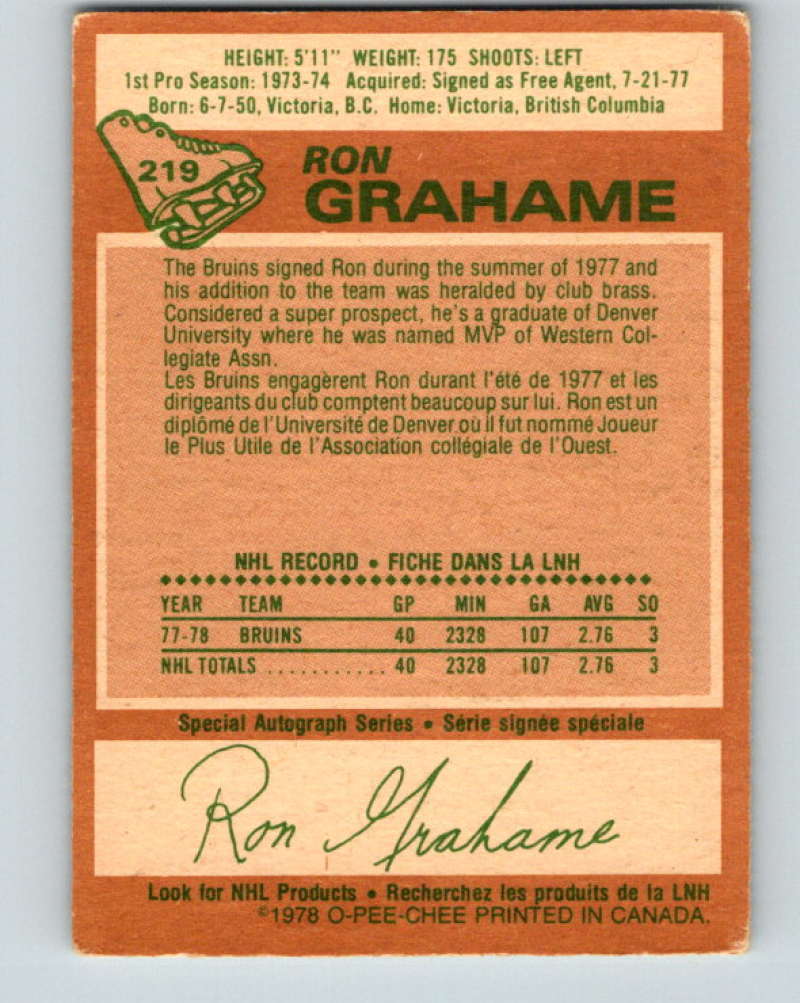 HEIGHT: 5'11" WEIGHT: 175 SHOOTS: LEFT
1st Pro Season: 1973-74 Acquired: Signed as Free Agent, 7-21-77
Born: 6-7-50, Victoria, B.C. Home: Victoria, British Columbia
219
RON
GRAHAME
The Bruins signed Ron during the summer of 1977 and
his addition to the team was heralded by club brass.
Considered a super prospect, he's a graduate of Denver
University where he was named MVP of Western Col-
legiate Assn.
Les Bruins engagèrent Ron durant l'été de 1977 et les
dirigeants du club comptent beaucoup sur lui. Ron est un
diplômé de l'Université de Denver où il fut nommé Joueur
le Plus Utile de l'Association collégiale de l'Ouest.
NHL RECORD • FICHE DANS LA LNH
YEAR TEAM GP MIN GA AVG SO
77-78 BRUINS 40 2328 107 2.76 3
NHL TOTALS ........... 40 2328 107 2.76 3
Special Autograph Series • Série signée spéciale
Ron Grahame
Look for NHL Products • Recherchez les produits de la LNH
©1978 O-PEE-CHEE PRINTED IN CANADA.